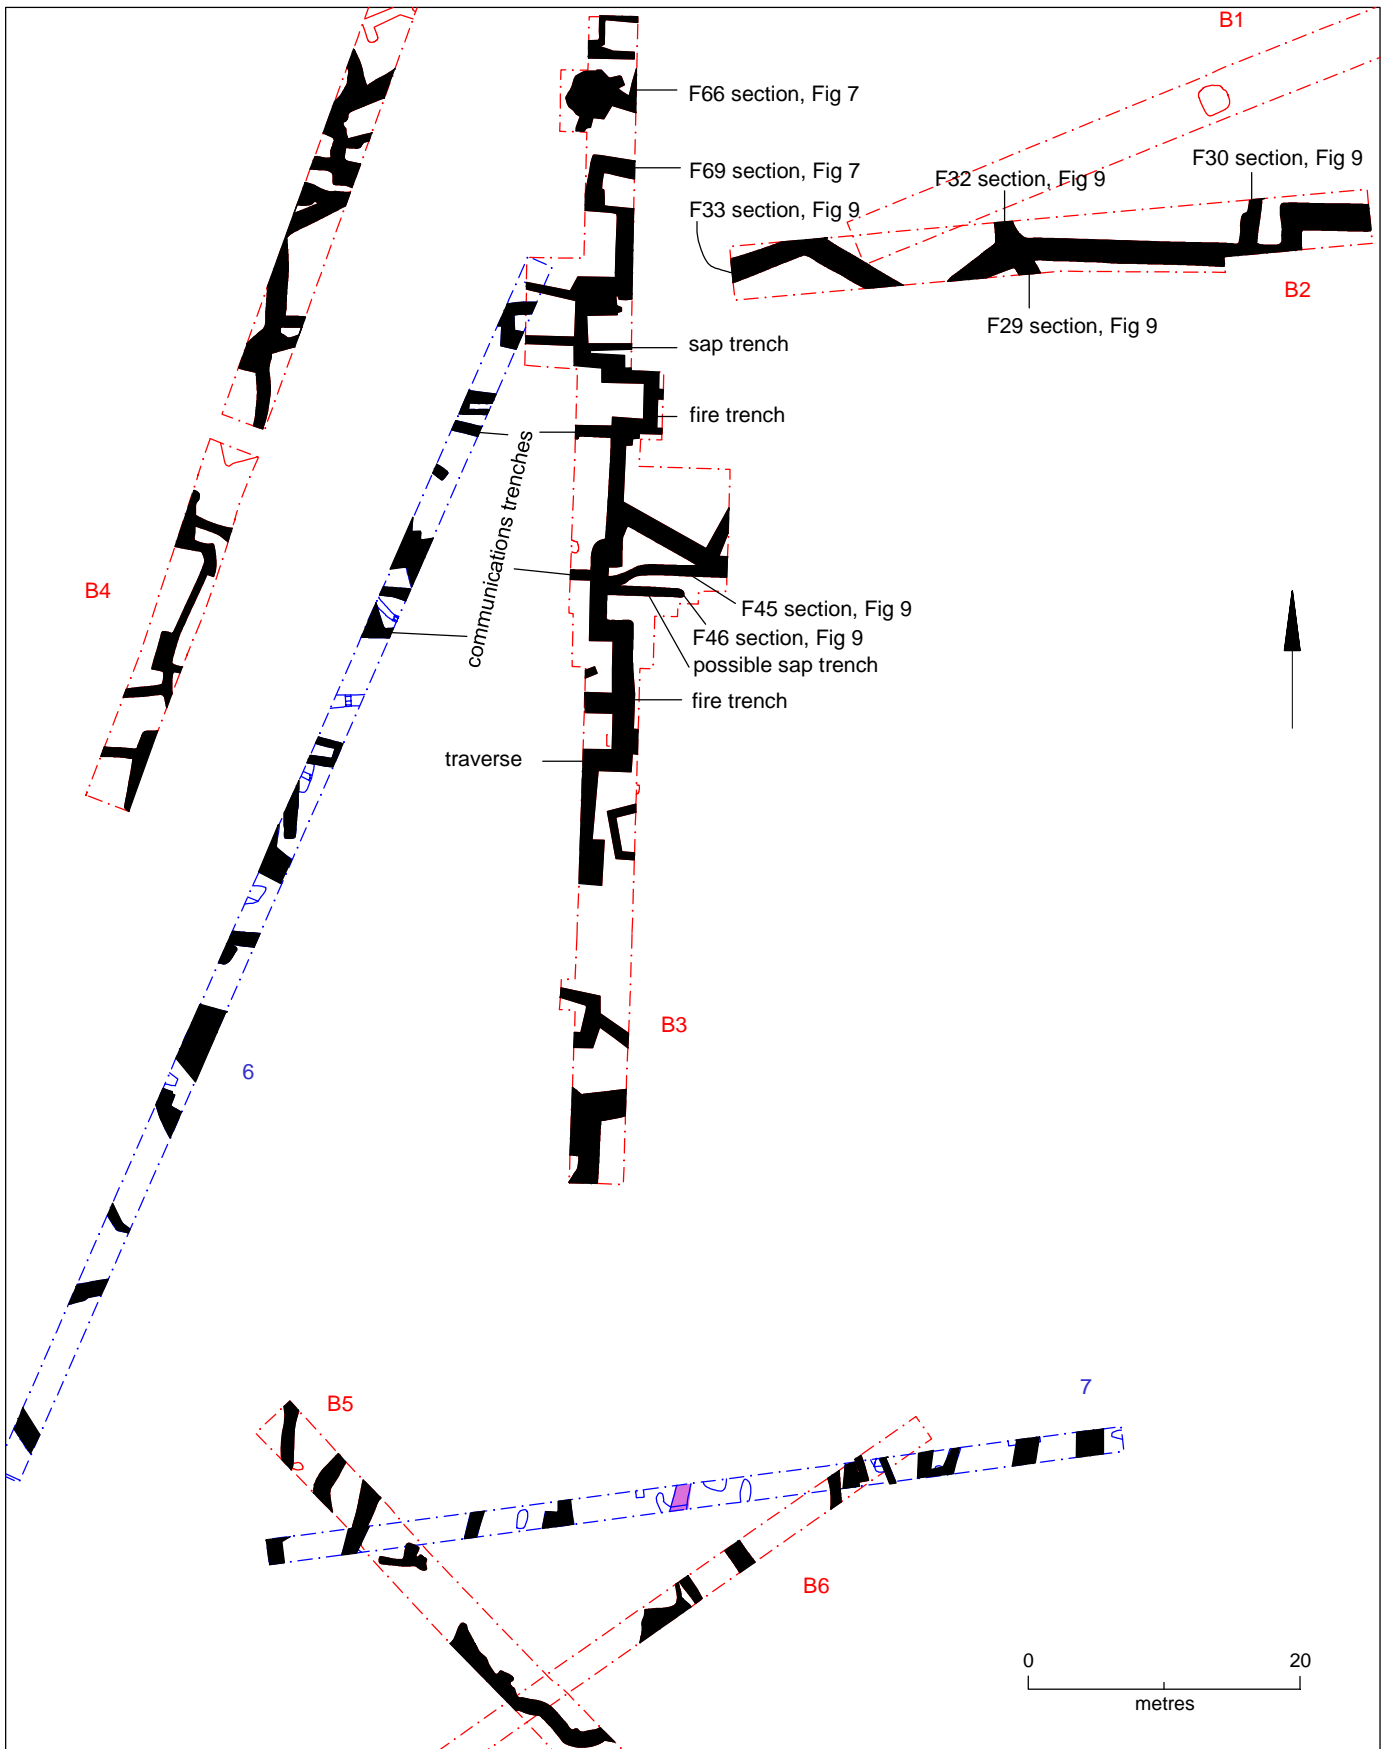 B1
F66 section, Fig 7
F30 section, Fig 9
F69 section, Fig 7
F32 section, Fig 9
F33 section, Fig 9
B2
F29 section, Fig 9
sap trench
fire trench
communications trenches
B4
F45 section, Fig 9
F46 section, Fig 9
possible sap trench
fire trench
traverse
B3
6
7
B5
B6
0 20
metres